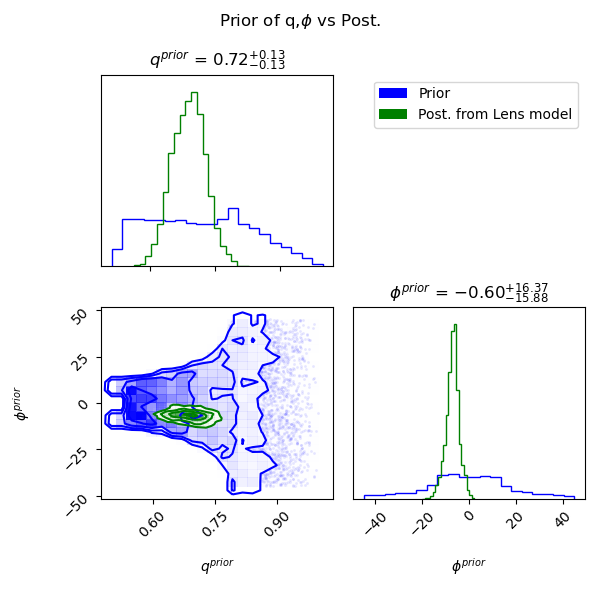 Prior of q,ϕ vs Post.
q^{prior} = 0.72^{+0.13}_{-0.13}
Prior
Post. from Lens model
ϕ^{prior} = −0.60^{+16.37}_{-15.88}
50
25
0
−25
−50
ϕ^{prior}
0.60 0.75 0.90
q^{prior}
−40 −20 0 20 40
ϕ^{prior}